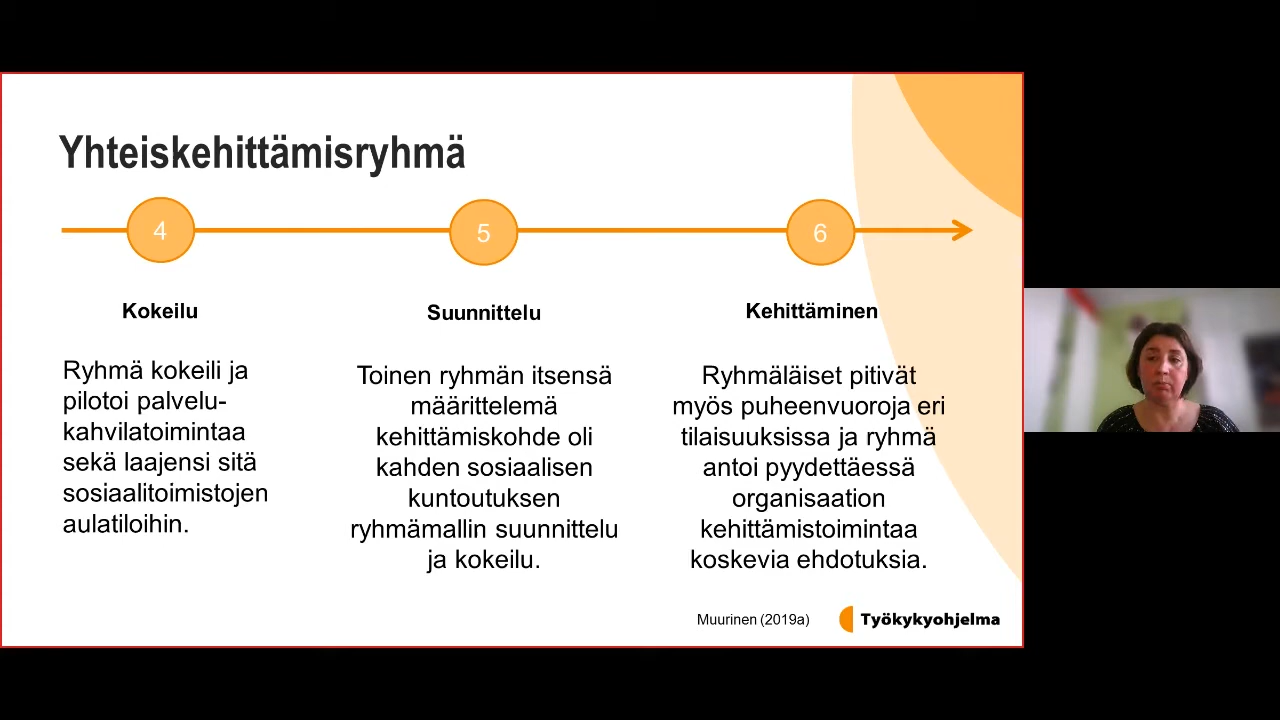 Yhteiskehittämisryhmä
4
5
6
Kokeilu
Ryhmä kokeili ja
pilotoi palvelu-
kahvilatoimintaa
sekä laajensi sitä
sosiaalitoimistojen
aulatiloihin.
Suunnittelu
Toinen ryhmän itsensä
määrittelemä
kehittämiskohde oli
kahden sosiaalisen
kuntoutuksen
ryhmämallin suunnittelu
ja kokeilu.
Kehittäminen
Ryhmäläiset pitivät
myös puheenvuoroja eri
tilaisuuksissa ja ryhmä
antoi pyydettäessä
organisaation
kehittämistoimintaa
koskevia ehdotuksia.
Muurinen (2019a)
Työkykyohjelma